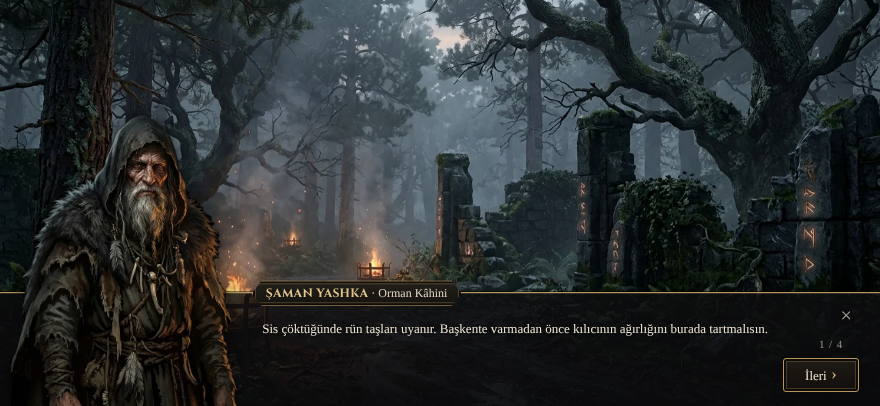 ŞAMAN YASHKA · Orman Kâhini
Sis çöktüğünde rün taşları uyanır. Başkente varmadan önce kılıcının ağırlığını burada tartmalısın.
1 / 4
İleri ›